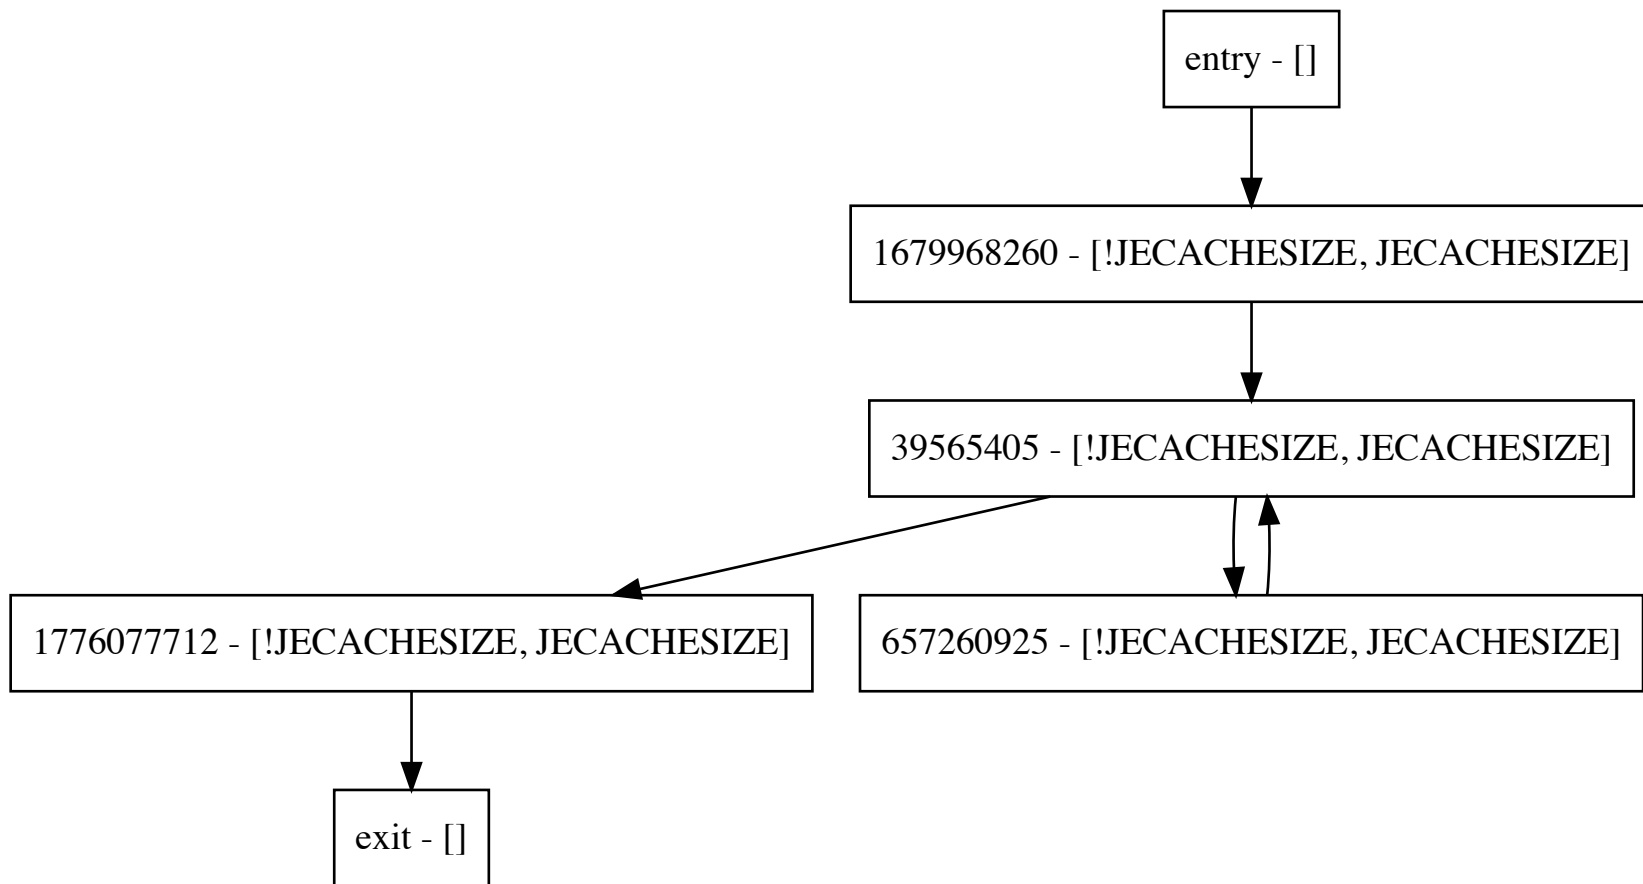 entry - []
1679968260 - [!JECACHESIZE, JECACHESIZE]
39565405 - [!JECACHESIZE, JECACHESIZE]
1776077712 - [!JECACHESIZE, JECACHESIZE]
657260925 - [!JECACHESIZE, JECACHESIZE]
exit - []